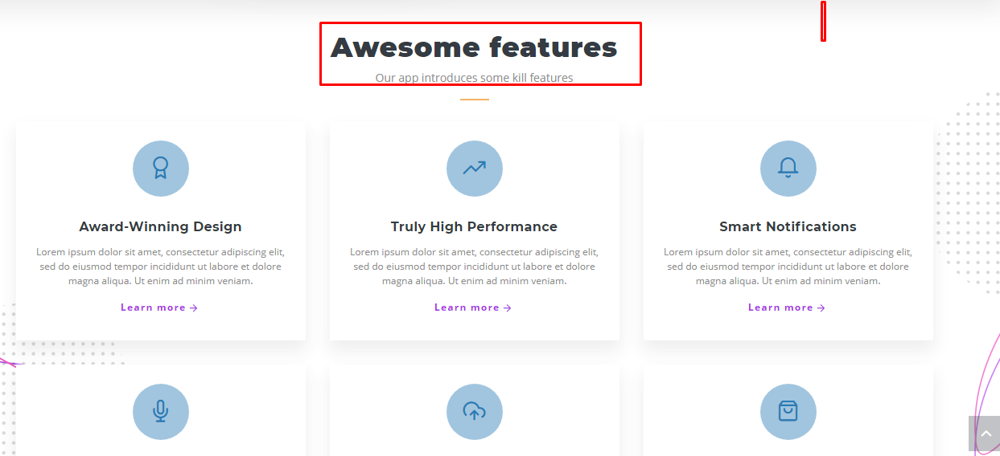 Awesome features
Our app introduces some kill features
Award-Winning Design
Lorem ipsum dolor sit amet, consectetur adipiscing elit,
sed do eiusmod tempor incididunt ut labore et dolore
magna aliqua. Ut enim ad minim veniam.
Learn more
Truly High Performance
Lorem ipsum dolor sit amet, consectetur adipiscing elit,
sed do eiusmod tempor incididunt ut labore et dolore
magna aliqua. Ut enim ad minim veniam.
Learn more
Smart Notifications
Lorem ipsum dolor sit amet, consectetur adipiscing elit,
sed do eiusmod tempor incididunt ut labore et dolore
magna aliqua. Ut enim ad minim veniam.
Learn more